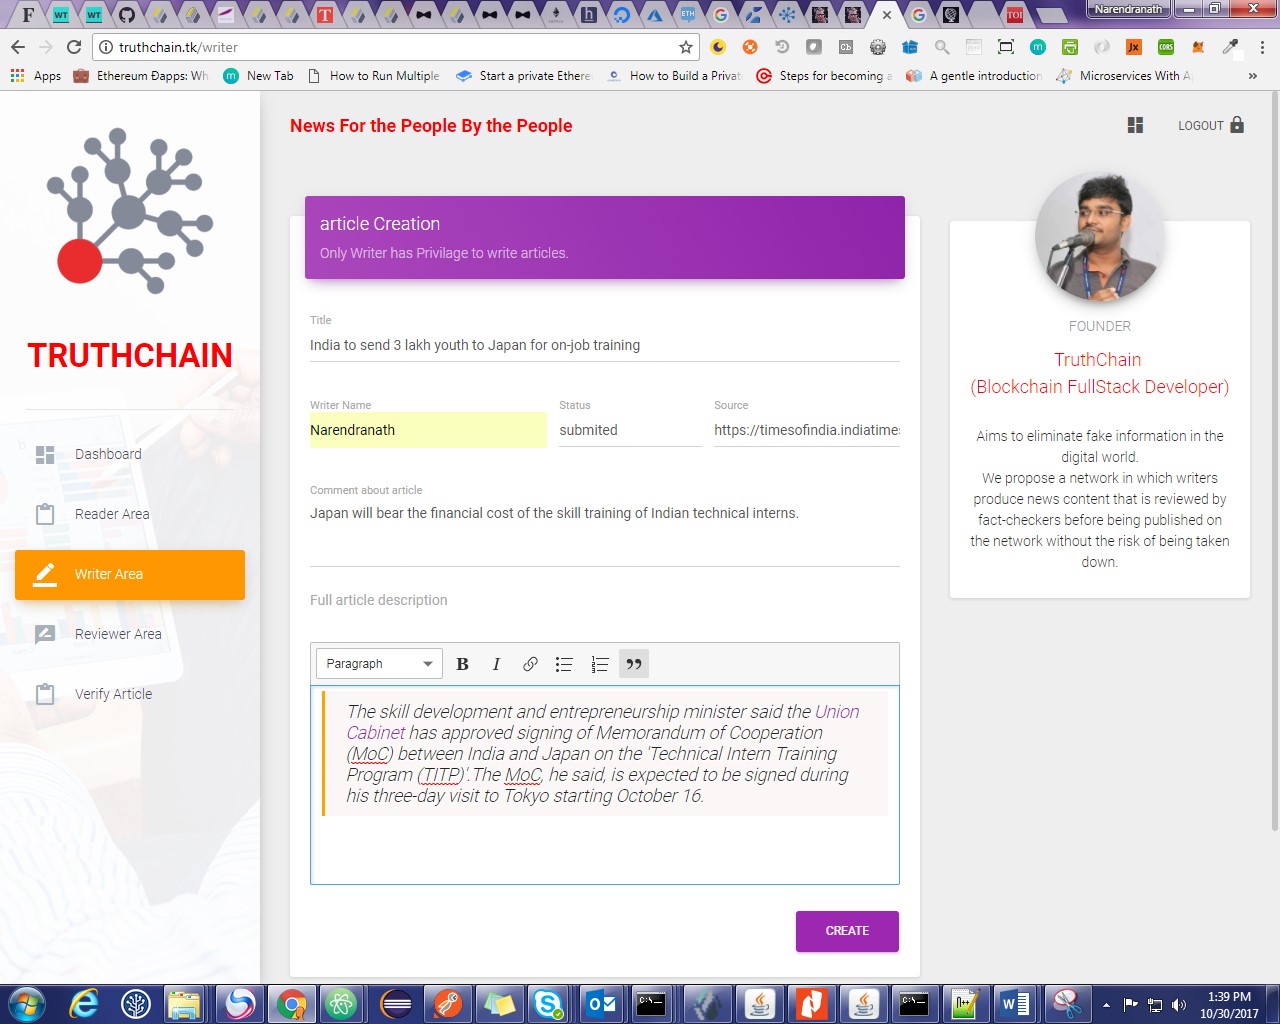 Narendranath
truthchain.tk/writer
Apps
Ethereum Ðapps: Wh
New Tab
How to Run Multiple
Start a private Ethere
How to Build a Privat
Steps for becoming a
A gentle introduction
Microservices With A
»
News For the People By the People
LOGOUT
TRUTHCHAIN
Dashboard
Reader Area
Writer Area
Reviewer Area
Verify Article
article Creation
Only Writer has Privilage to write articles.
Title
India to send 3 lakh youth to Japan for on-job training
Writer Name
Status
Source
Narendranath
submited
https://timesofindia.indiatimes
Comment about article
Japan will bear the financial cost of the skill training of Indian technical interns.
Full article description
Paragraph
B
I
The skill development and entrepreneurship minister said the Union
Cabinet has approved signing of Memorandum of Cooperation
(MoC) between India and Japan on the 'Technical Intern Training
Program (TITP)'.The MoC, he said, is expected to be signed during
his three-day visit to Tokyo starting October 16.
CREATE
FOUNDER
TruthChain
(Blockchain FullStack Developer)
Aims to eliminate fake information in the
digital world.
We propose a network in which writers
produce news content that is reviewed by
fact-checkers before being published on
the network without the risk of being taken
down.
1:39 PM
10/30/2017